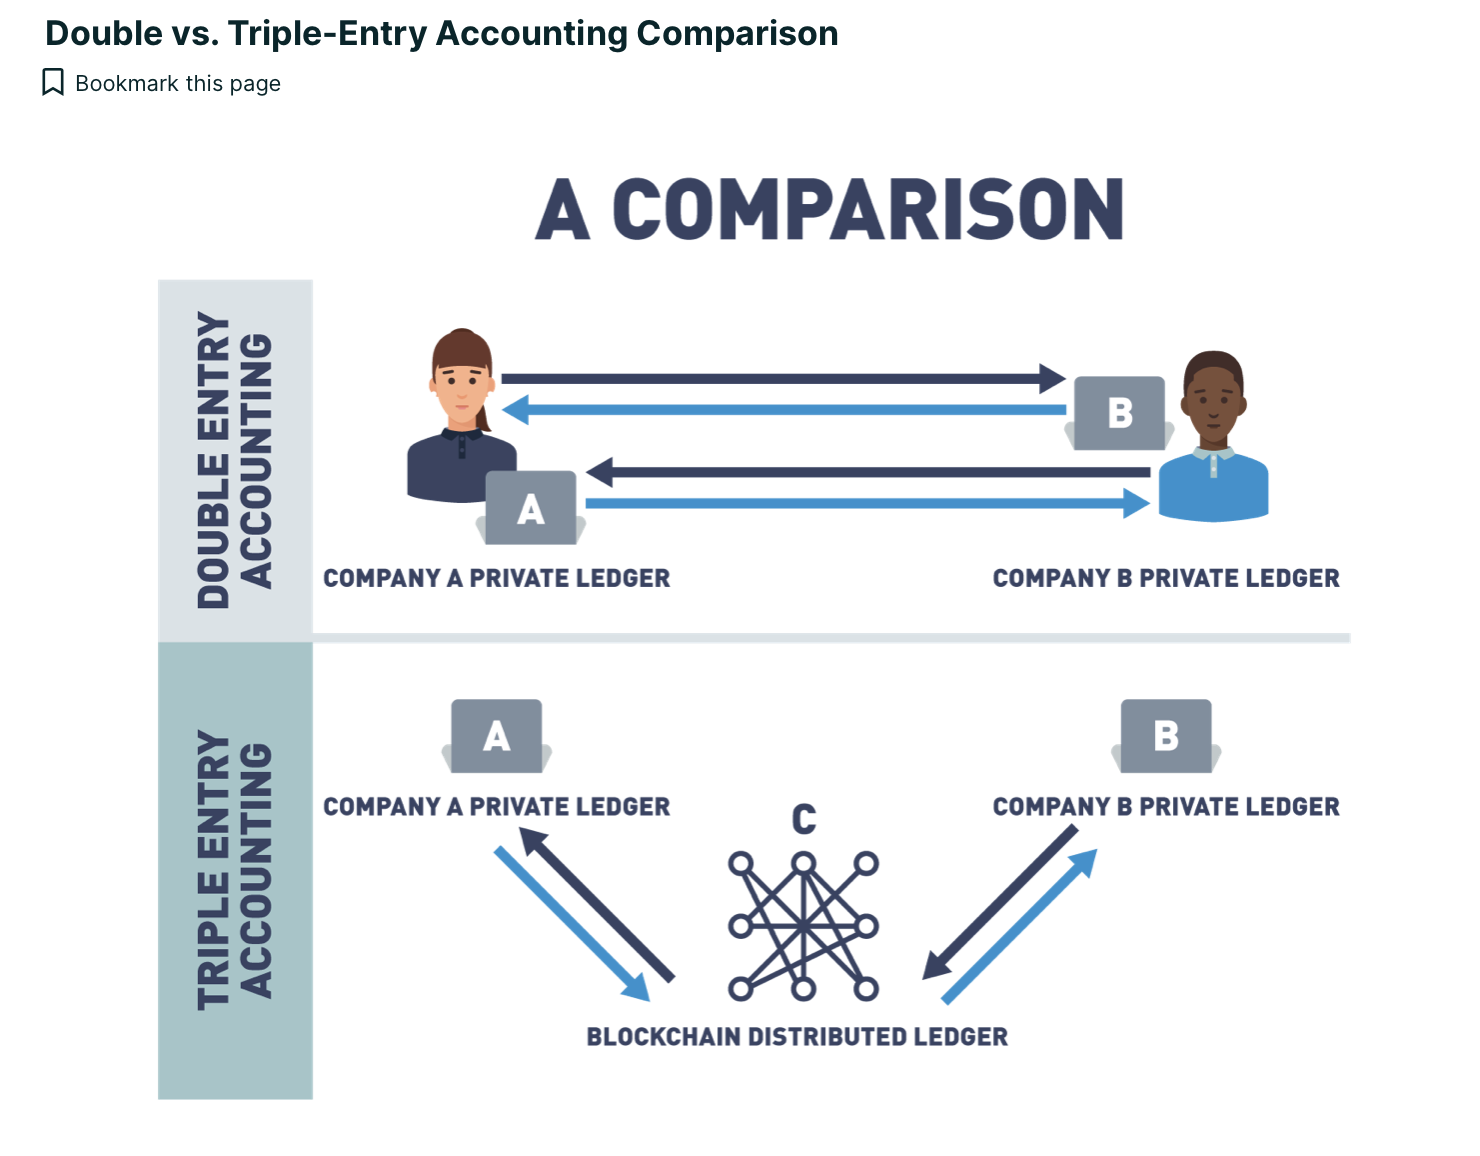 Double vs. Triple-Entry Accounting Comparison
Bookmark this page
A COMPARISON
DOUBLE ENTRY
ACCOUNTING
B
A
COMPANY A PRIVATE LEDGER
COMPANY B PRIVATE LEDGER
TRIPLE ENTRY
ACCOUNTING
A
B
COMPANY A PRIVATE LEDGER
COMPANY B PRIVATE LEDGER
C
BLOCKCHAIN DISTRIBUTED LEDGER